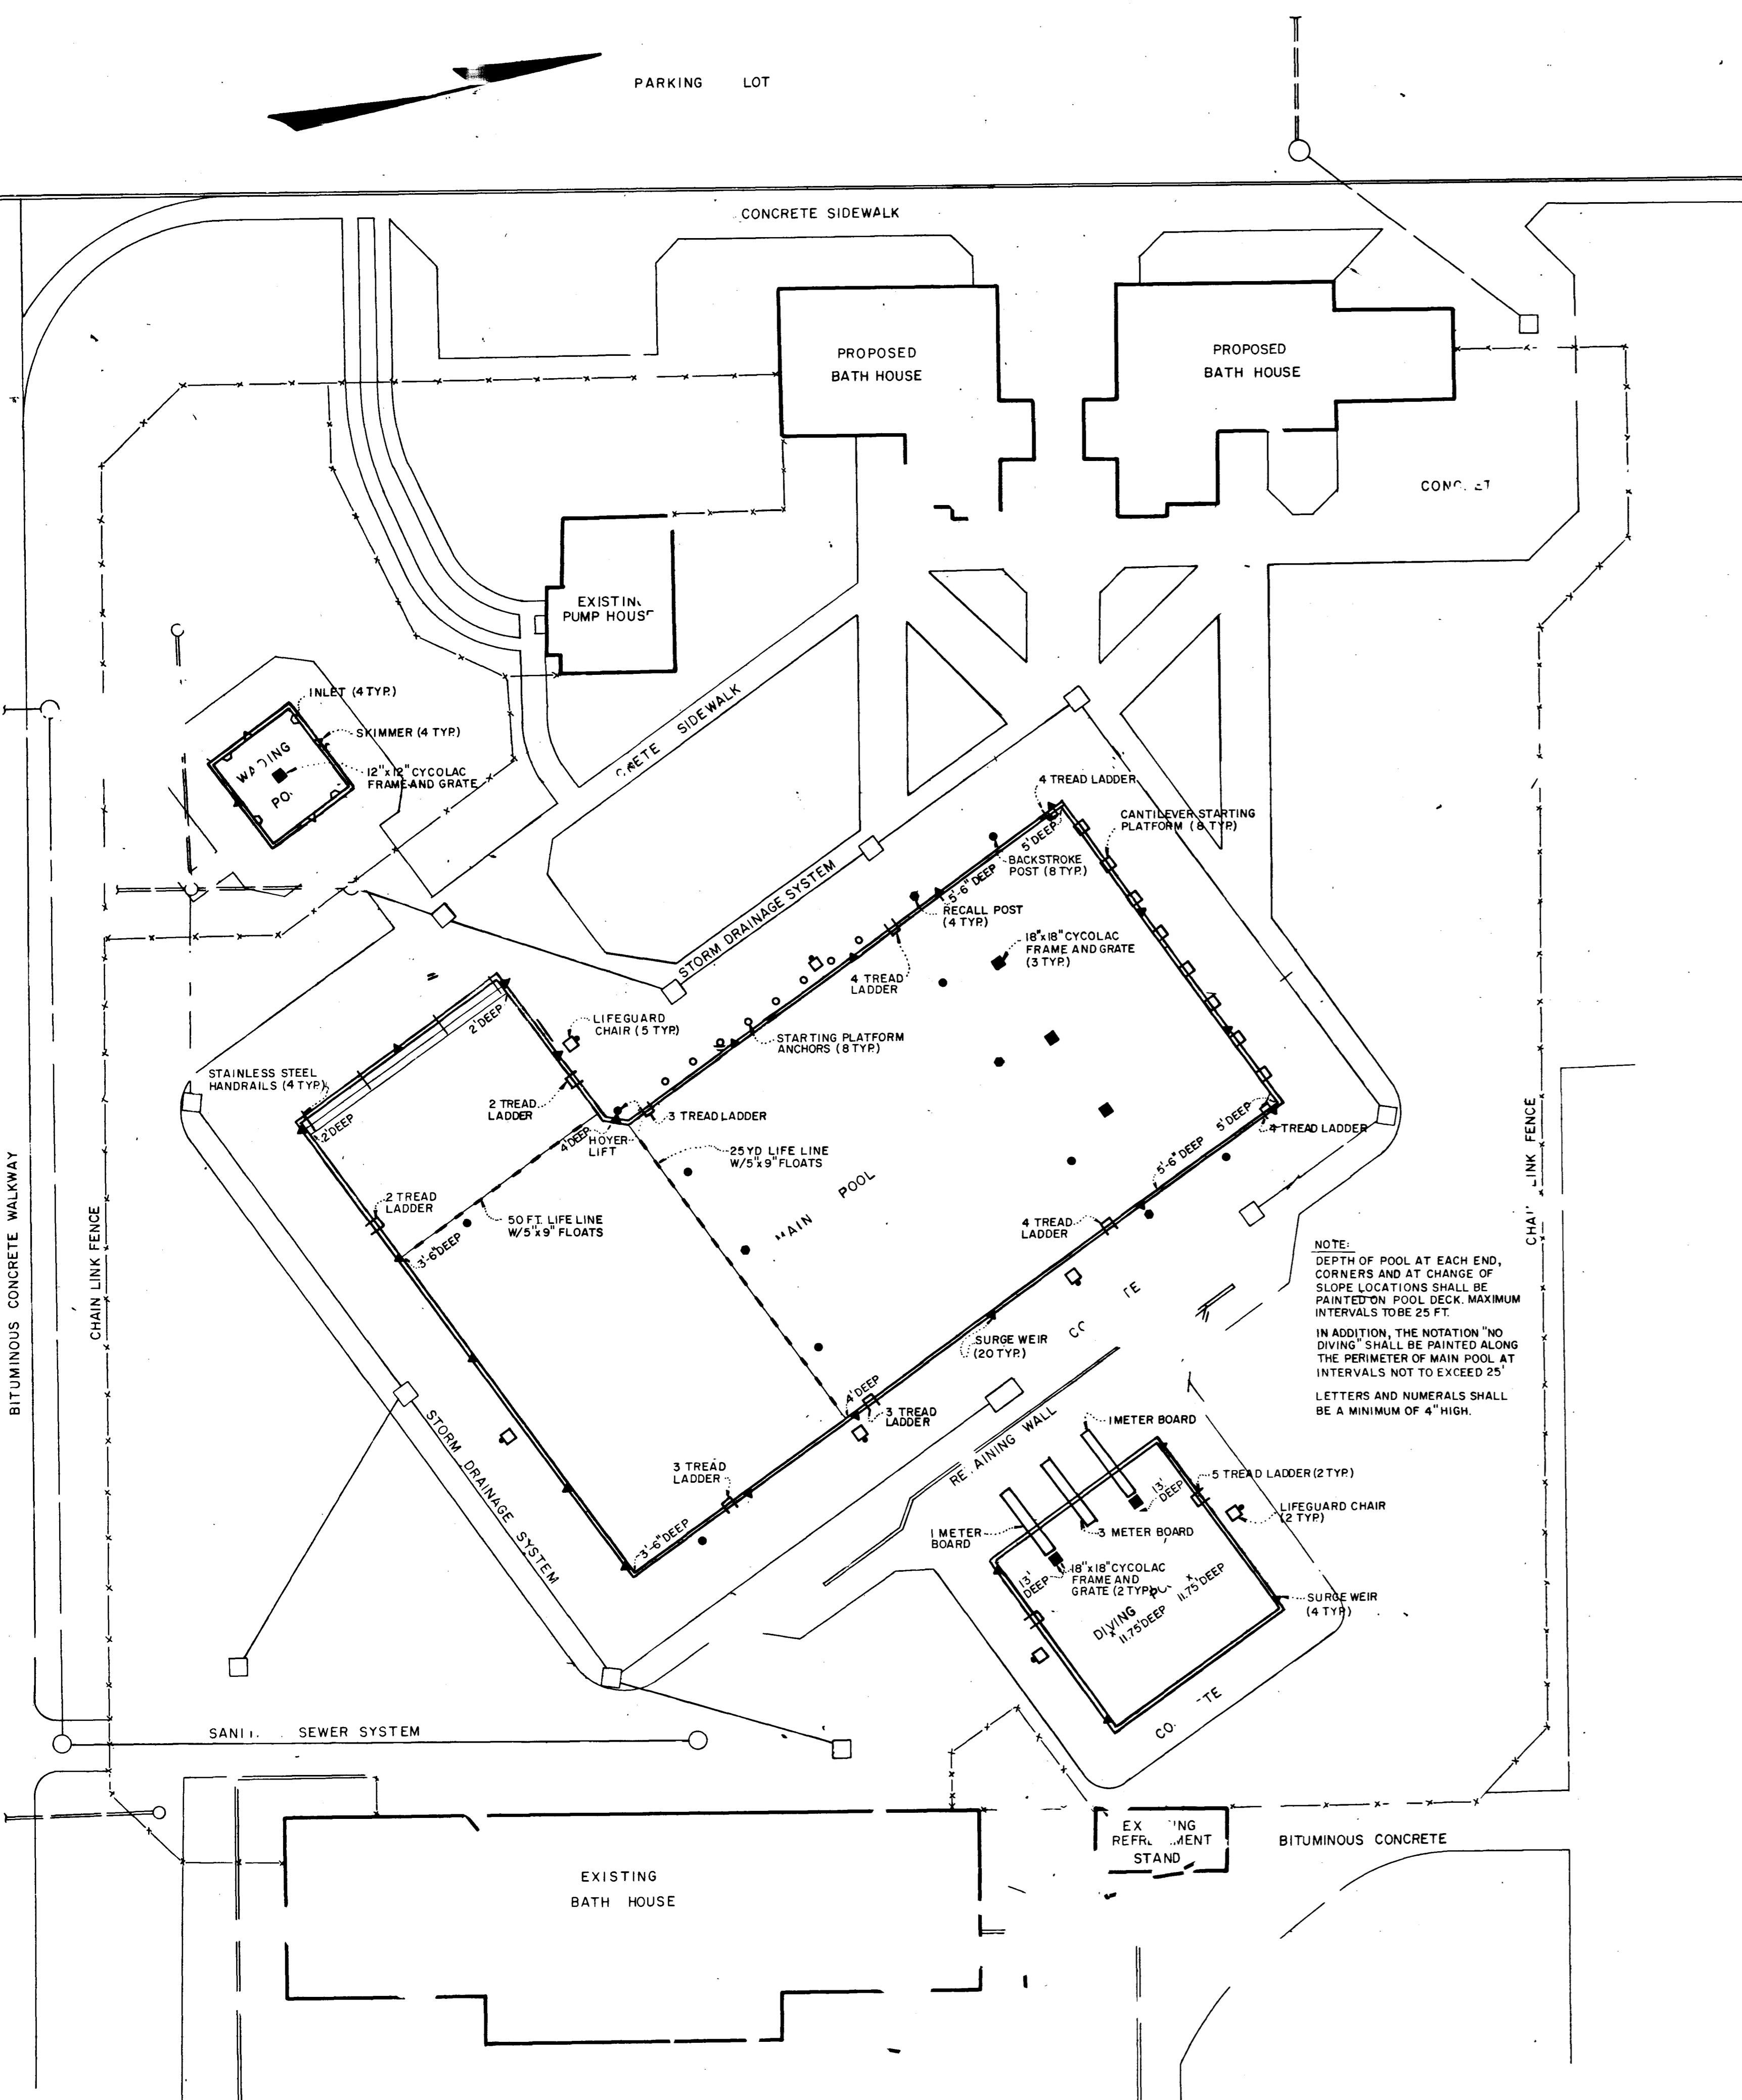 PARKING LOT
CONCRETE SIDEWALK
PROPOSED
BATH HOUSE
PROPOSED
BATH HOUSE
PUMP
INLET (4 TYP.)
SKIMMER (4 TYP.)
12"x12" CYCOLAC
FRAME AND GRATE
SIDEWALK
4 TREAD LADDER
CANTILEVER STARTING
PLATFORM (8 TYP.)
5' DEEP
BACKSTROKE
POST (8 TYP.)
5'-6" DEEP
RECALL POST
(4 TYP.)
STORM DRAINAGE SYSTEM
18"x18" CYCOLAC
FRAME AND GRATE
(3 TYP.)
4 TREAD
LADDER
2' DEEP
LIFEGUARD
CHAIR (5 TYP.)
STARTING PLATFORM
ANCHORS (8 TYP.)
STAINLESS STEEL
HANDRAILS (4 TYP.)
2' DEEP
2 TREAD
LADDER
3 TREAD LADDER
4' DEEP
HOYER
LIFT
5' DEEP
4 TREAD LADDER
25 YD LIFE LINE
W/5"x9" FLOATS
5'-6" DEEP
POOL
2 TREAD
LADDER
50 FT. LIFE LINE
W/5"x9" FLOATS
3'-6" DEEP
4 TREAD
LADDER
BITUMINOUS CONCRETE WALKWAY
CHAIN LINK FENCE
LINK FENCE
NOTE:
DEPTH OF POOL AT EACH END,
CORNERS AND AT CHANGE OF
SLOPE LOCATIONS SHALL BE
PAINTED ON POOL DECK. MAXIMUM
INTERVALS TO BE 25 FT.
IN ADDITION, THE NOTATION "NO
DIVING" SHALL BE PAINTED ALONG
THE PERIMETER OF MAIN POOL AT
INTERVALS NOT TO EXCEED 25'
LETTERS AND NUMERALS SHALL
BE A MINIMUM OF 4" HIGH.
SURGE WEIR
(20 TYP.)
4' DEEP
3 TREAD
LADDER
WALL
1 METER BOARD
STORM DRAINAGE SYSTEM
3 TREAD
LADDER
3'-6" DEEP
5 TREAD LADDER (2 TYP.)
13'
DEEP
LIFEGUARD CHAIR
(2 TYP.)
1 METER
BOARD
3 METER BOARD
13'
DEEP
18"x18" CYCOLAC
FRAME AND
GRATE (2 TYP.)
11.75' DEEP
DIVING
11.75' DEEP
SURGE WEIR
(4 TYP.)
SEWER SYSTEM
STAND
BITUMINOUS CONCRETE
EXISTING
BATH HOUSE